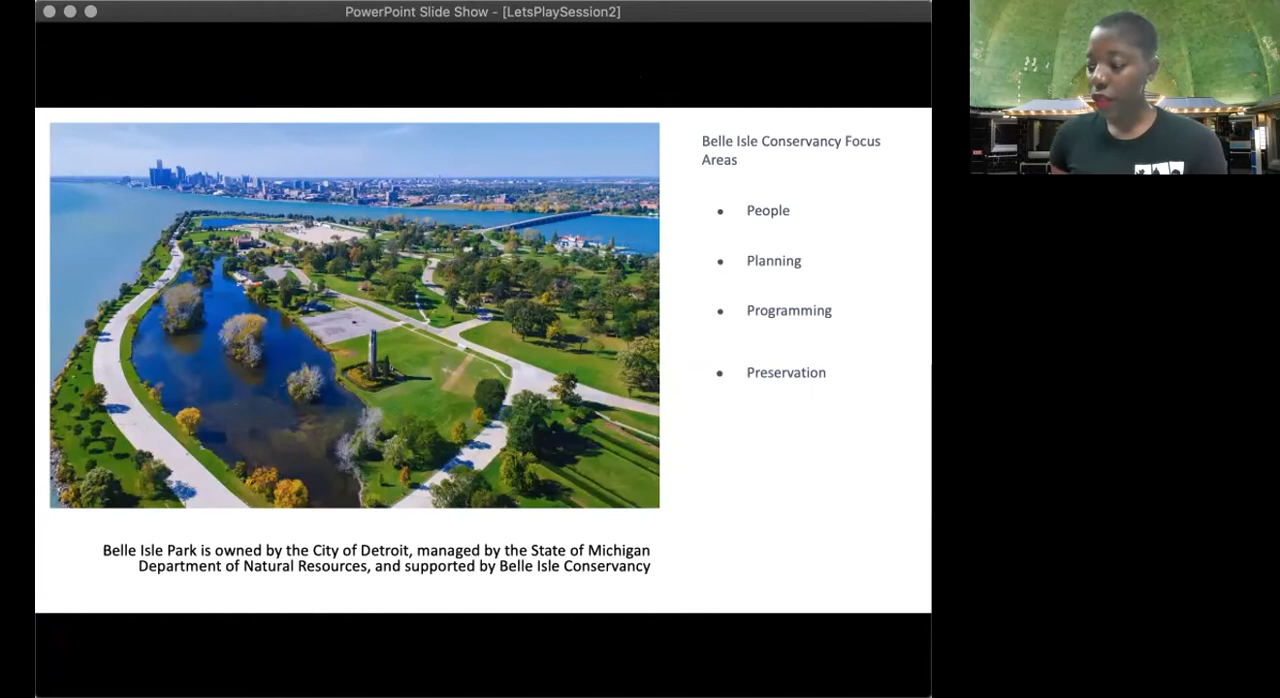 PowerPoint Slide Show - [LetsPlaySession2]
Belle Isle Conservancy Focus
Areas
• People
• Planning
• Programming
• Preservation
Belle Isle Park is owned by the City of Detroit, managed by the State of Michigan
Department of Natural Resources, and supported by Belle Isle Conservancy